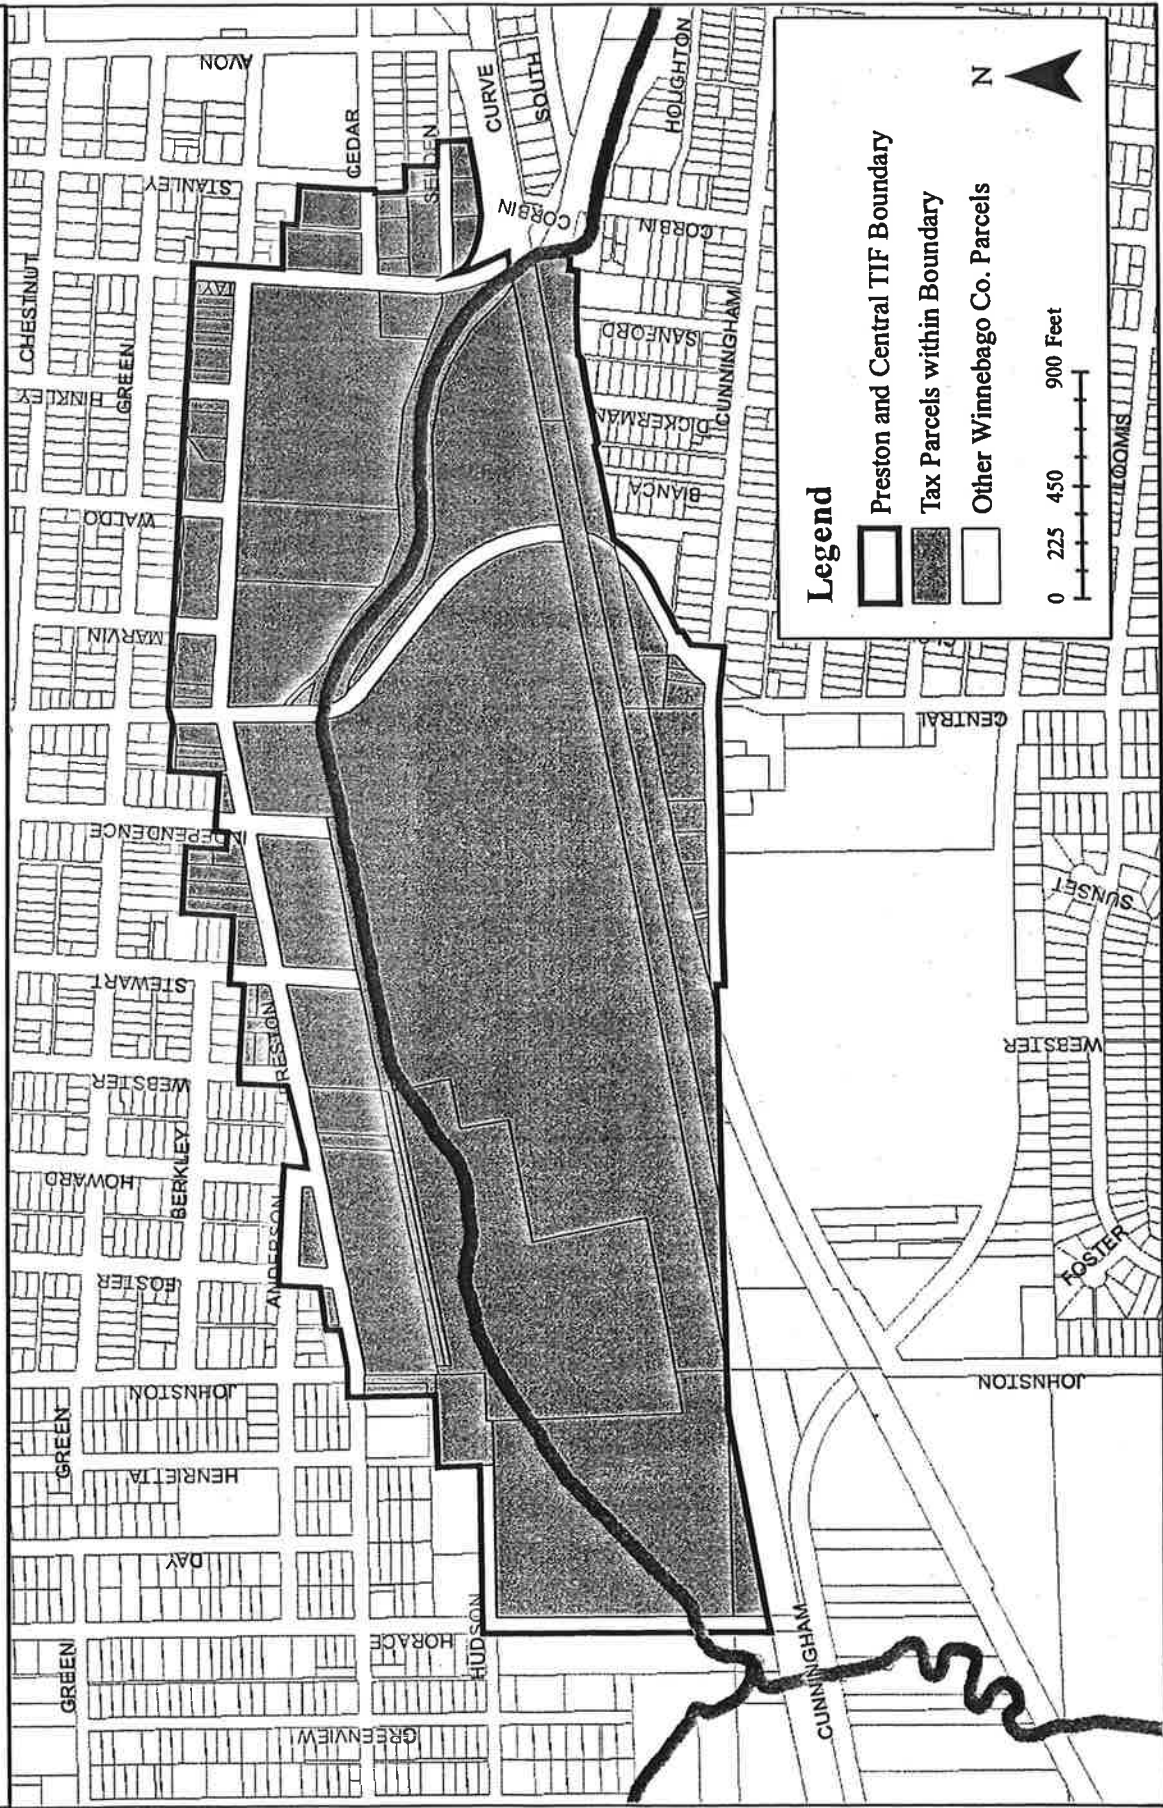 CHESTNUT
AVON
STANLEY
CEDAR
CURVE
SOUTH
HOUGHTON
GREEN
HINKLEY
TAY
CORBIN
CORBIN
CORBIN
WALDO
SANFORD
DICKERMAN
CUNNINGHAM
BIANCA
MARVIN
INDEPENDENCE
CENTRAL
LOOMIS
STEWART
SUNSET
WEBSTER
RESTON
WEBSTER
BERKLEY
HOWARD
ANDERSON
FOSTER
FOSTER
JOHNSTON
JOHNSTON
GREEN
HENRIETTA
DAY
HORACE
HUDSON
CUNNINGHAM
GREEN
GREENVIEW
Legend
Preston and Central TIF Boundary
Tax Parcels within Boundary
Other Winnebago Co. Parcels
0 225 450 900 Feet
N